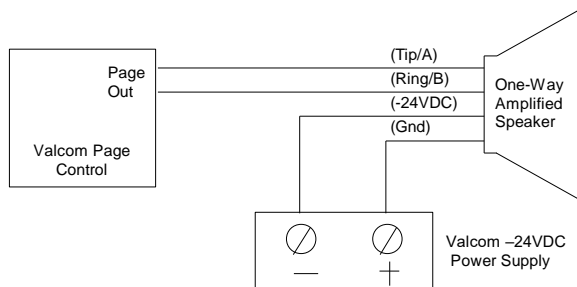 (Tip/A)
Page
Out
(Ring/B)
One-Way
Amplified
Speaker
(-24VDC)
(Gnd)
Valcom Page
Control
Valcom –24VDC
Power Supply
— +